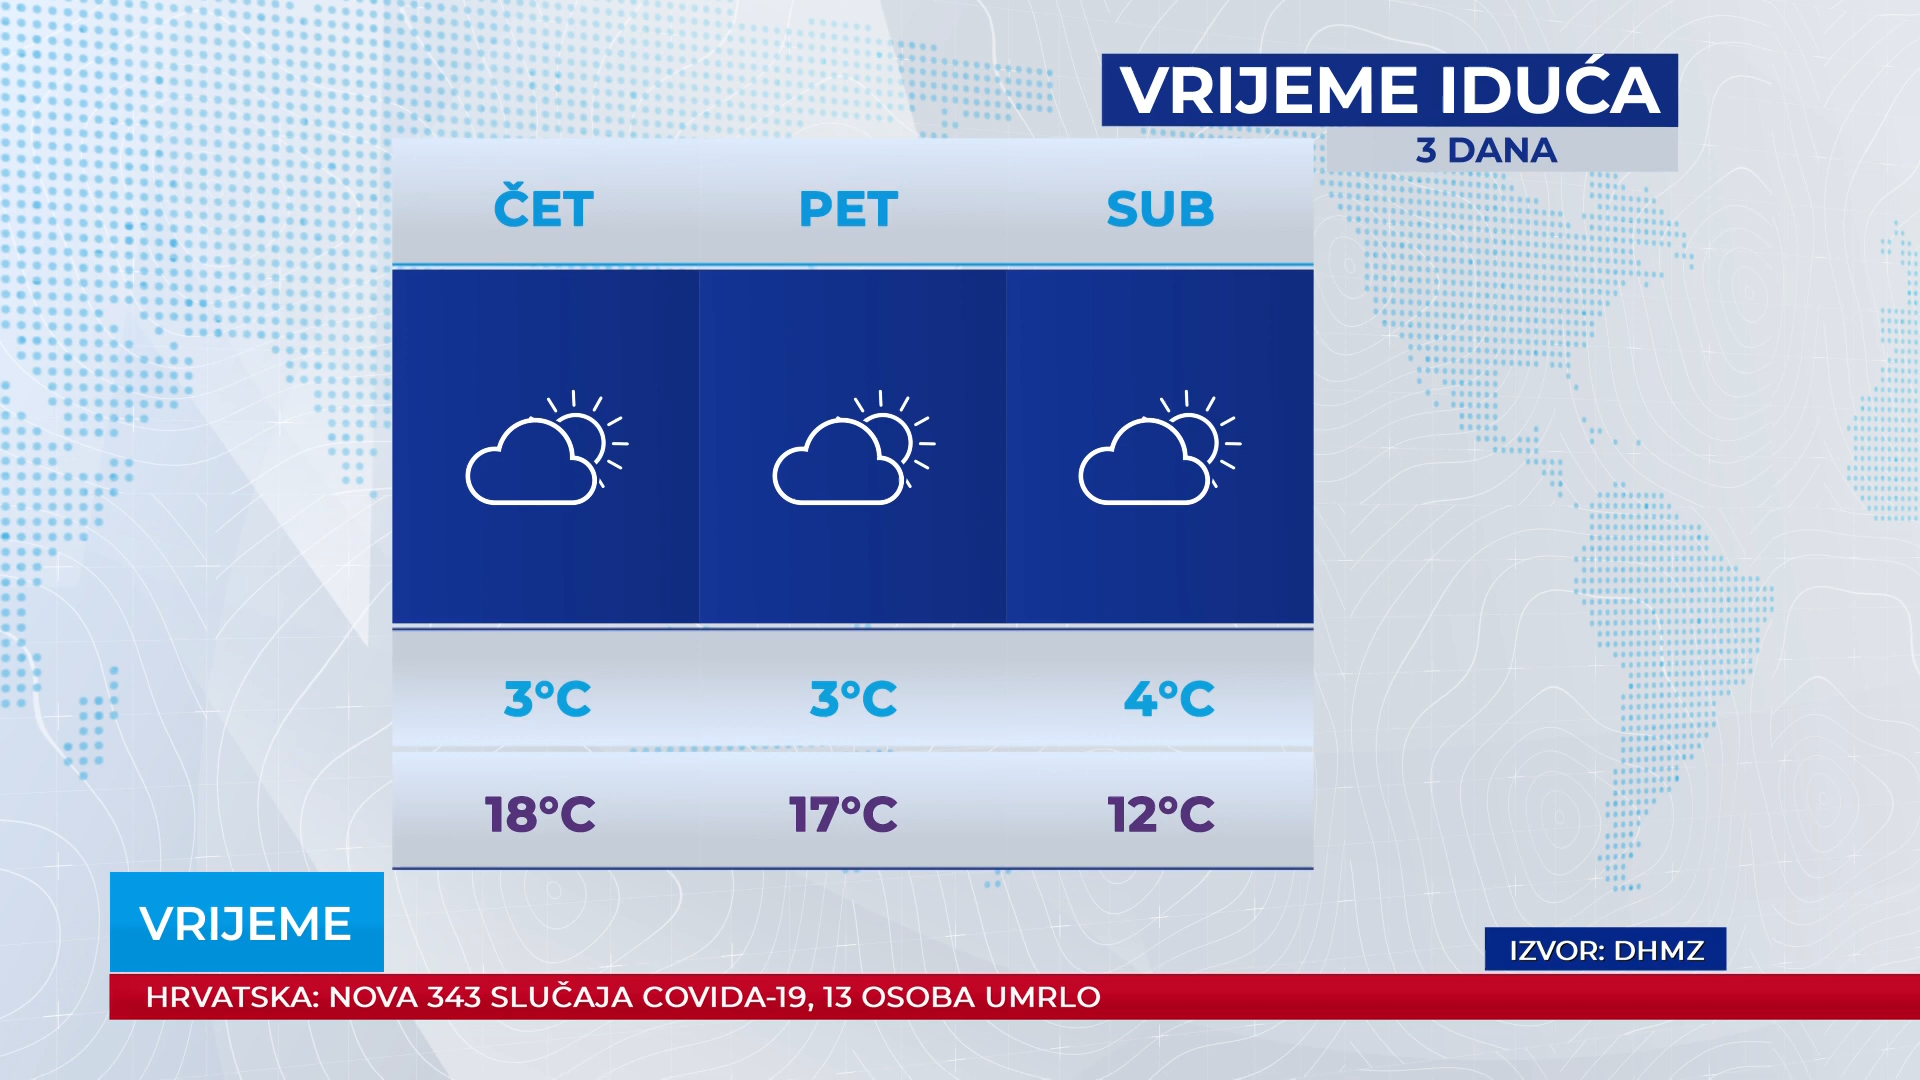 VRIJEME IDUĆA
3 DANA
ČET PET SUB
3°C 3°C 4°C
18°C 17°C 12°C
VRIJEME
IZVOR: DHMZ
HRVATSKA: NOVA 343 SLUČAJA COVIDA-19, 13 OSOBA UMRLO